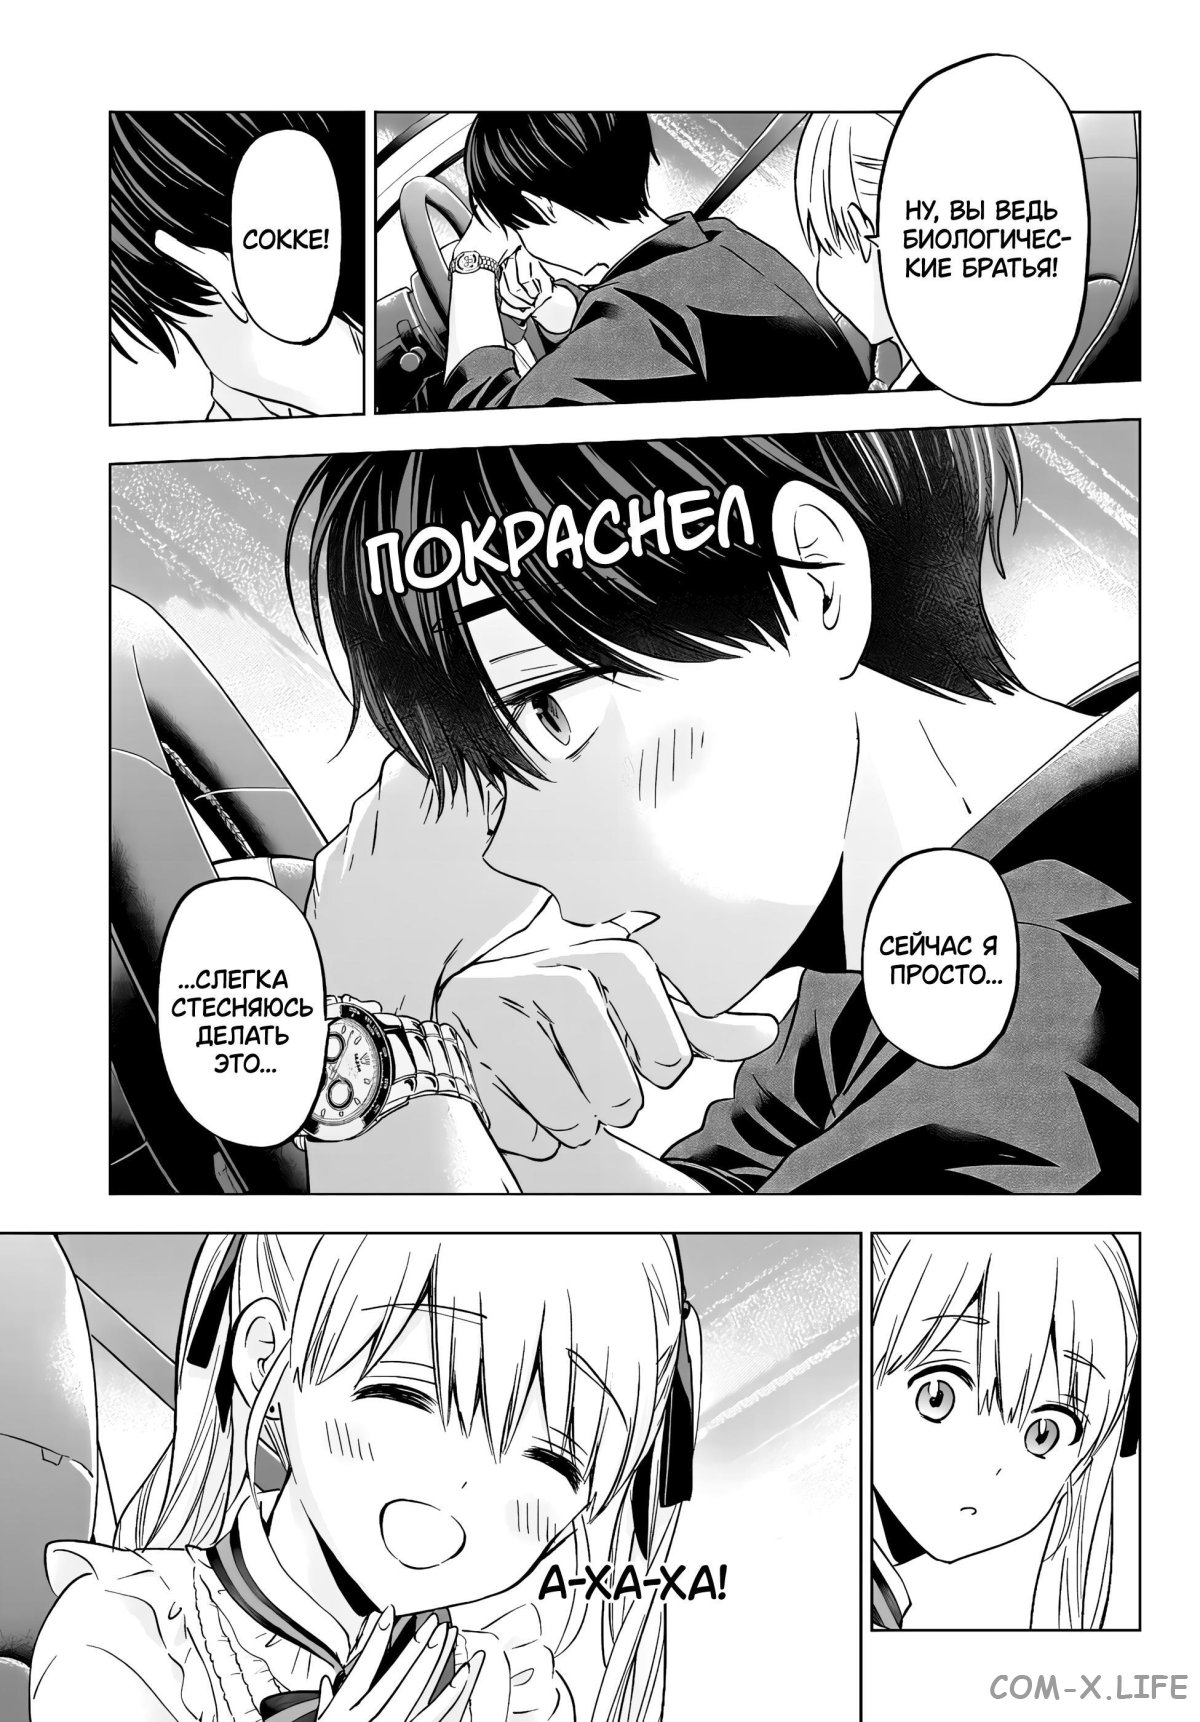 НУ, ВЫ ВЕДЬ
БИОЛОГИЧЕС-
КИЕ БРАТЬЯ!
СОККЕ!
ПОКРАСНЕЛ
СЕЙЧАС Я
ПРОСТО...
...СЛЕГКА
СТЕСНЯЮСЬ
ДЕЛАТЬ
ЭТО...
А-ХА-ХА!
COM-X.LIFE